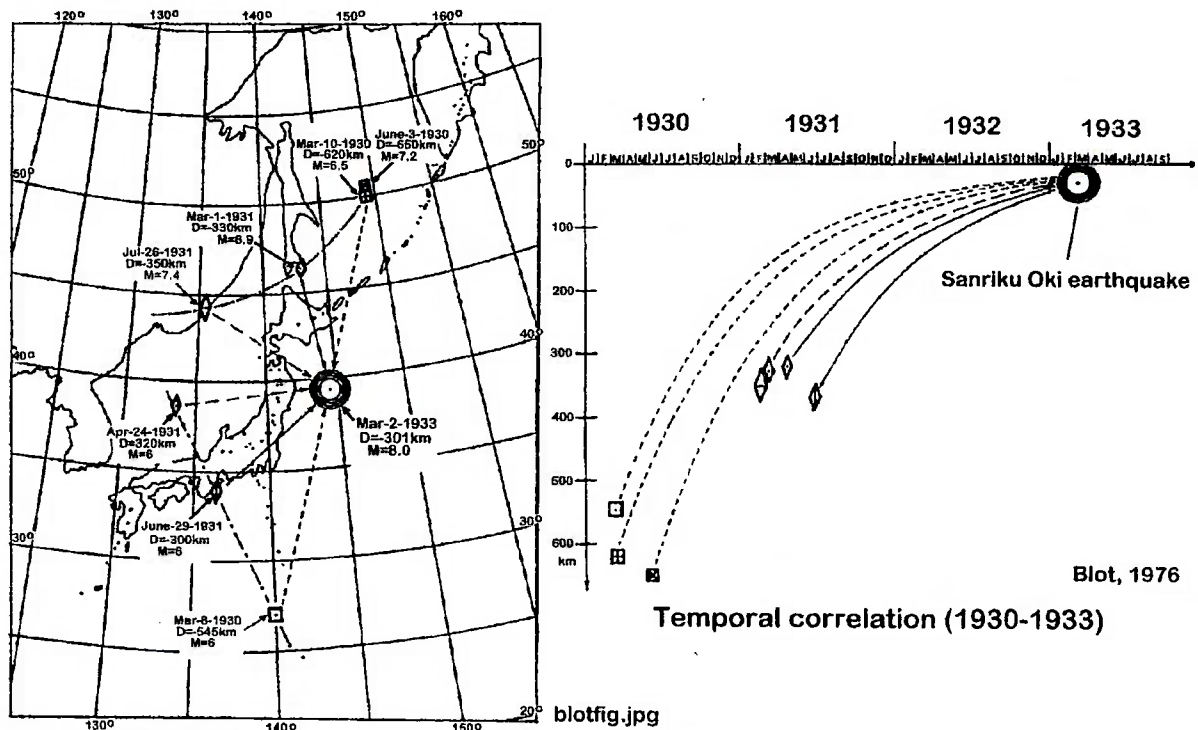 120° 130° 140° 150° 160°
June-3-1930
D=-660km
M=7.2
Mar-10-1930
D=-620km
M=6.5
50° 50°
Mar-1-1931
D=-330km
M=6.9
Jul-26-1931
D=-350km
M=7.4
40° 40°
Mar-2-1933
D=-301km
M=8.0
Apr-24-1931
D=320km
M=6
June-29-1931
D=-300km
M=6
30° 30°
Mar-8-1930
D=-545km
M=6
20°
130° 140° 150°
blotfig.jpg
1930 1931 1932 1933
0
100
200
300
400
500
600
km
Sanriku Oki earthquake
Blot, 1976
Temporal correlation (1930-1933)